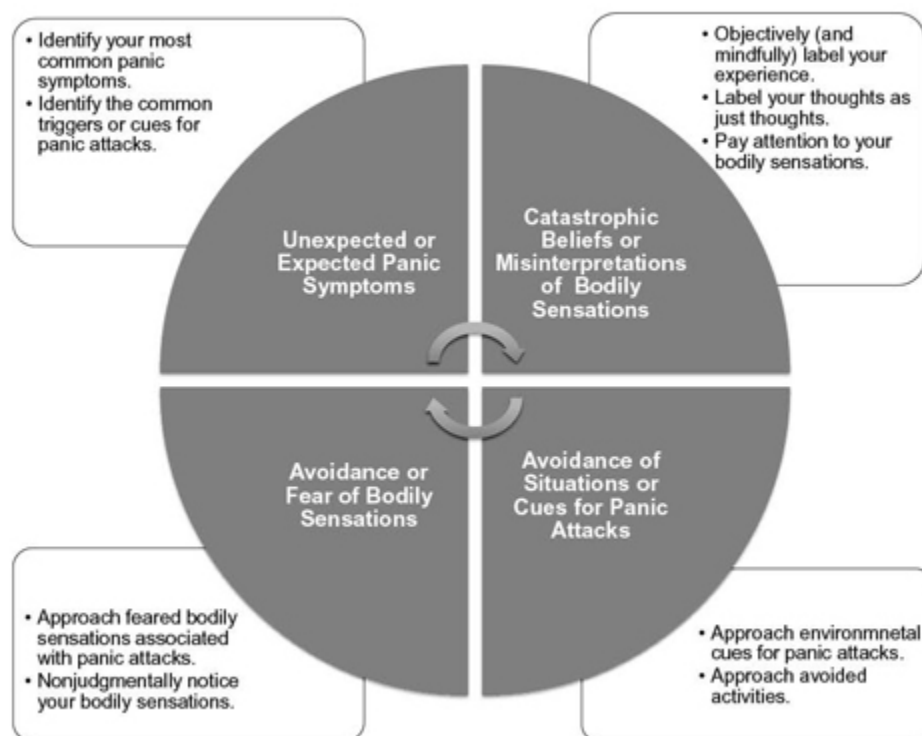 • Identify your most
common panic
symptoms.
• Identify the common
triggers or cues for
panic attacks.
• Objectively (and
mindfully) label your
experience.
• Label your thoughts as
just thoughts.
• Pay attention to your
bodily sensations.
Unexpected or
Expected Panic
Symptoms
Catastrophic
Beliefs or
Misinterpretations
of Bodily
Sensations
Avoidance or
Fear of Bodily
Sensations
Avoidance of
Situations or
Cues for Panic
Attacks
• Approach feared bodily
sensations associated
with panic attacks.
• Nonjudgmentally notice
your bodily sensations.
• Approach environmnetal
cues for panic attacks.
• Approach avoided
activities.